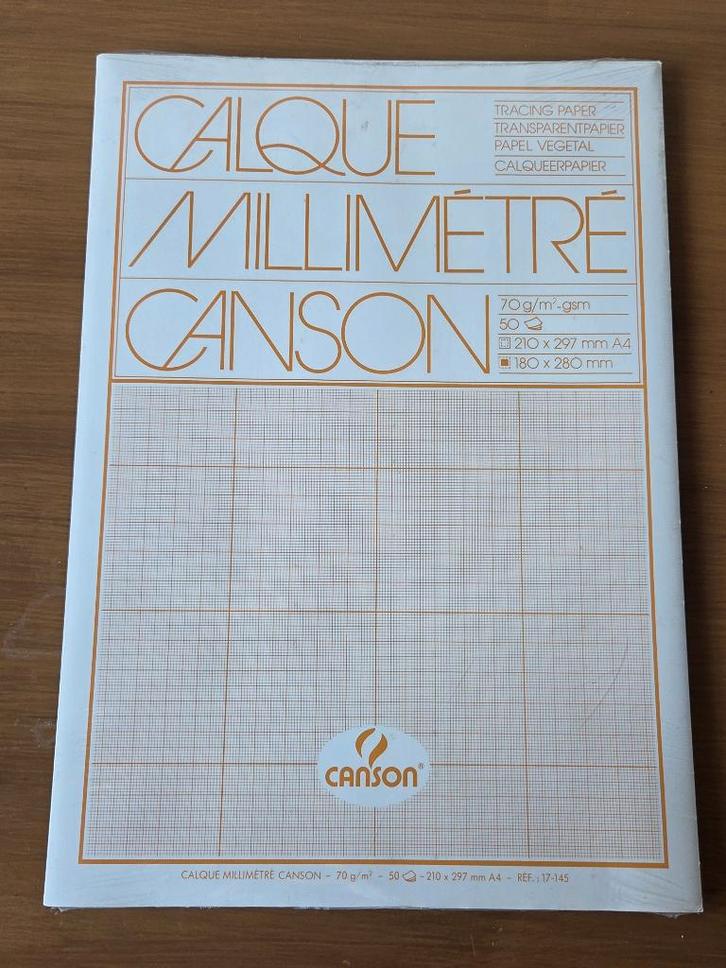 CALQUE
TRACING PAPER
TRANSPARENTPAPIER
PAPEL VEGETAL
CALQUEERPAPIER
MILLIMÉTRÉ
CANSON
70 g/m²-gsm
50
210 x 297 mm A4
180 x 280 mm
CANSON®
CALQUE MILLIMÉTRÉ CANSON - 70 g/m² - 50 - 210 x 297 mm A4 - RÉF. : 17-145